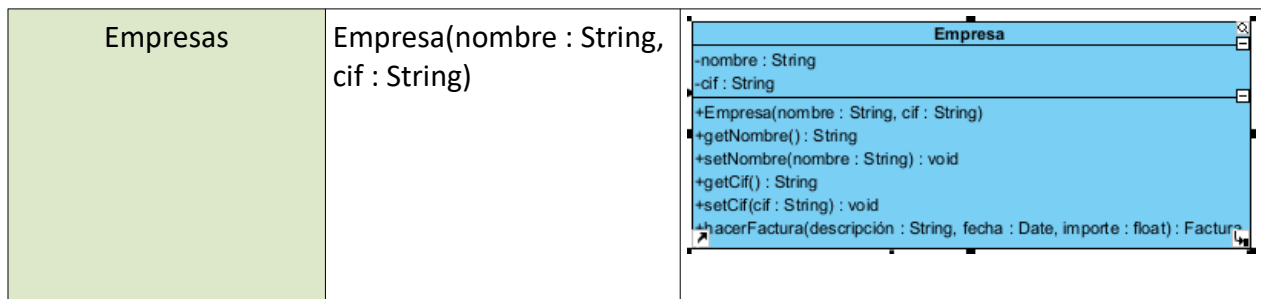 Empresas
Empresa(nombre : String,
cif : String)
Empresa
-nombre : String
-cif : String
+Empresa(nombre : String, cif : String)
+getNombre() : String
+setNombre(nombre : String) : void
+getCif() : String
+setCif(cif : String) : void
+hacerFactura(descripción : String, fecha : Date, importe : float) : Factura